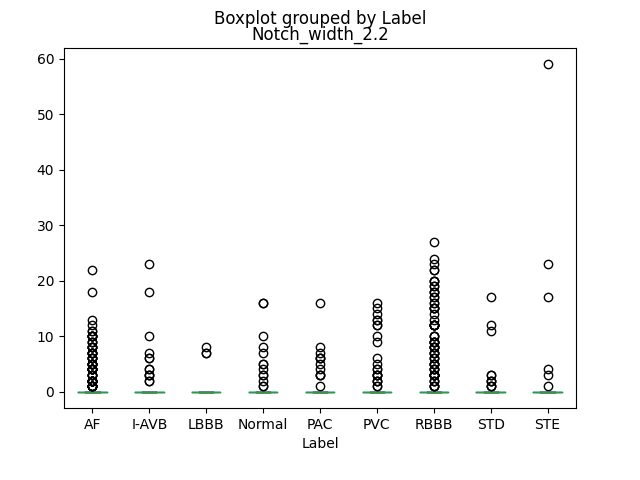 Boxplot grouped by Label
Notch_width_2.2
60
50
40
30
20
10
0
AF I-AVB LBBB Normal PAC PVC RBBB STD STE
Label